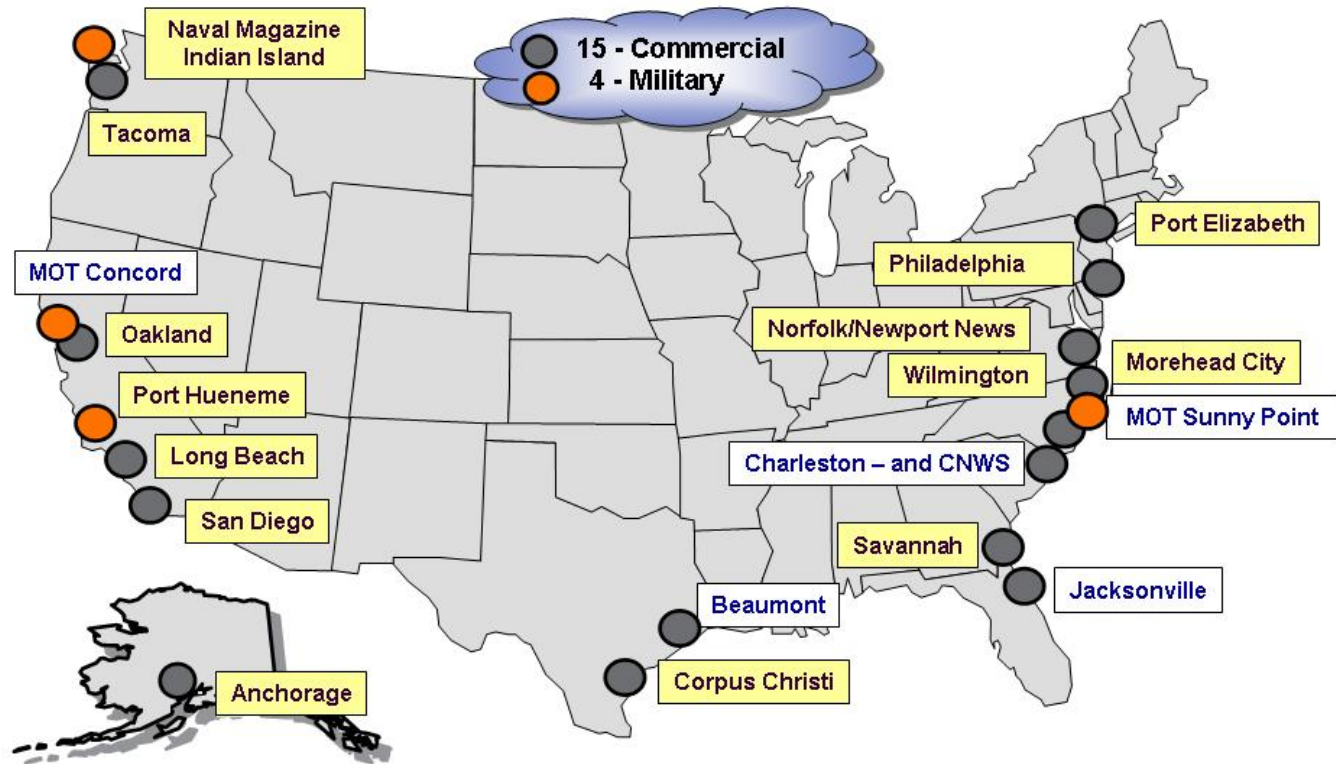 Naval Magazine
Indian Island
15 - Commercial
4 - Military
Tacoma
Port Elizabeth
MOT Concord
Philadelphia
Oakland
Norfolk/Newport News
Wilmington
Morehead City
Port Hueneme
MOT Sunny Point
Long Beach
Charleston – and CNWS
San Diego
Savannah
Beaumont
Jacksonville
Corpus Christi
Anchorage